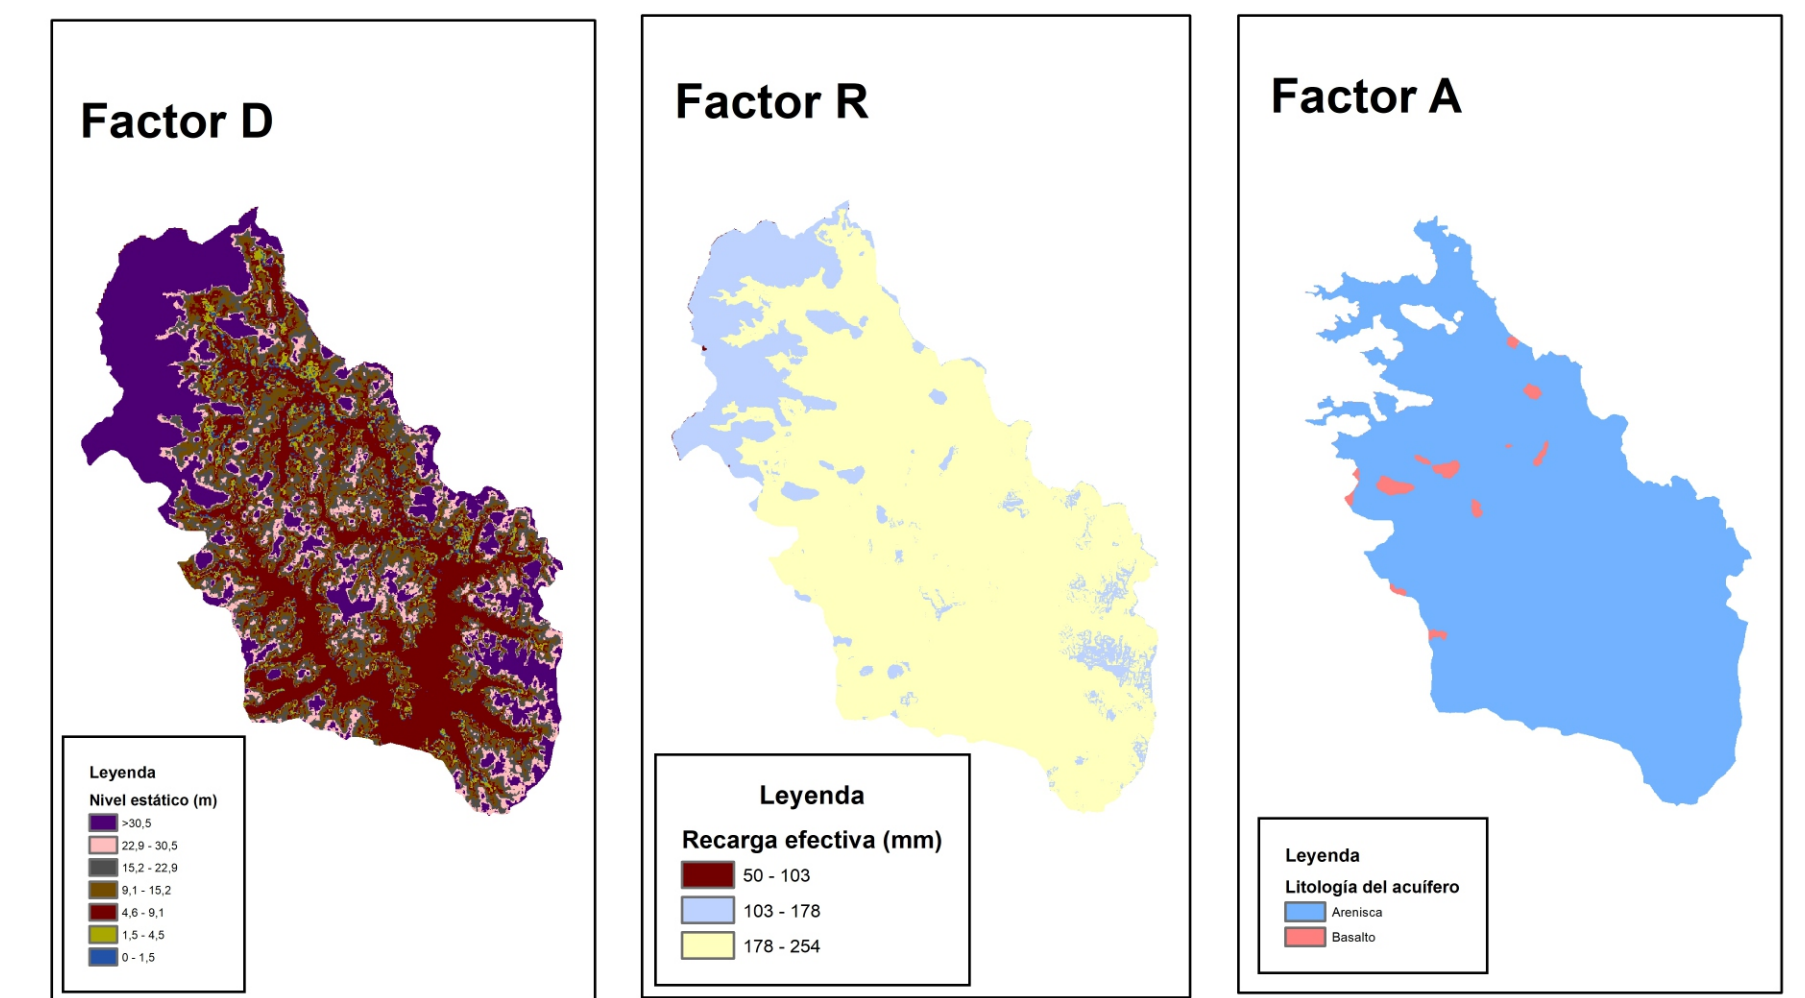 Factor D
Leyenda
Nivel estático (m)
>30,5
22,9 - 30,5
15,2 - 22,9
9,1 - 15,2
4,6 - 9,1
1,5 - 4,5
0 - 1,5
Factor R
Leyenda
Recarga efectiva (mm)
50 - 103
103 - 178
178 - 254
Factor A
Leyenda
Litología del acuífero
Arenisca
Basalto